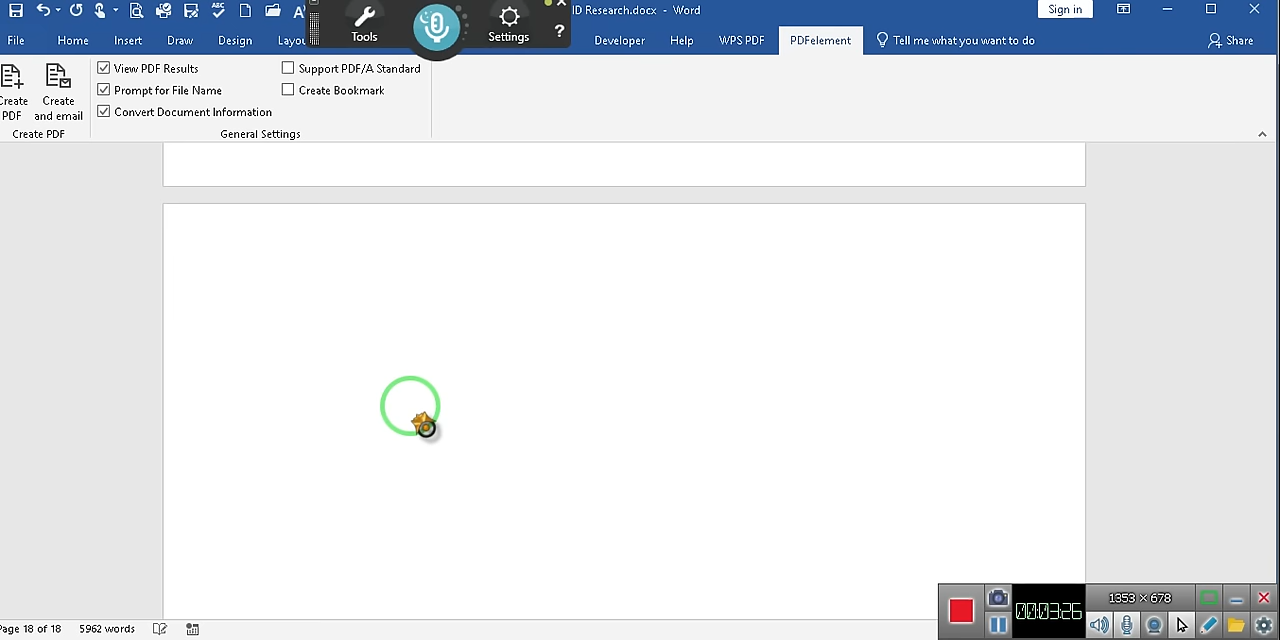 ID Research.docx - Word
Sign in
File Home Insert Draw Design Layou
Tools
Settings
?
Developer Help WPS PDF PDFelement Tell me what you want to do Share
View PDF Results
Support PDF/A Standard
Prompt for File Name
Create Bookmark
Convert Document Information
Create
PDF
Create
and email
Create PDF
General Settings
Page 18 of 18 5962 words
1353 × 678
00:03:26